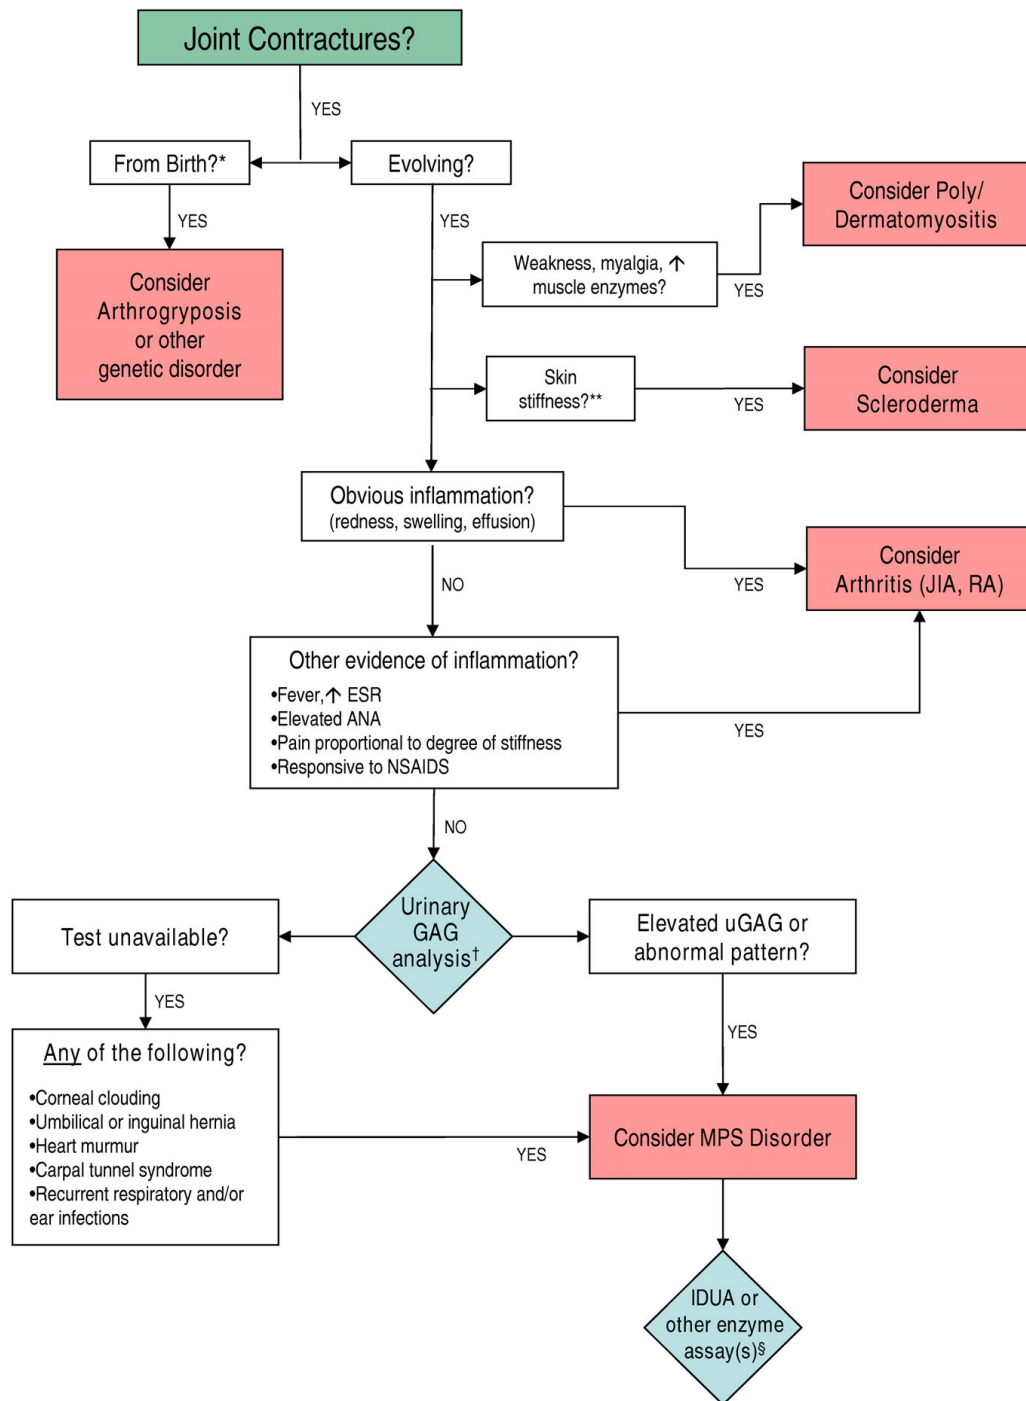 Joint Contractures?
YES
From Birth?*
Evolving?
YES
YES
Consider
Arthrogryposis
or other
genetic disorder
Weakness, myalgia, ↑
muscle enzymes?
YES
Consider Poly/
Dermatomyositis
Skin
stiffness?**
YES
Consider
Scleroderma
Obvious inflammation?
(redness, swelling, effusion)
YES
Consider
Arthritis (JIA, RA)
NO
Other evidence of inflammation?
•Fever,↑ ESR
•Elevated ANA
•Pain proportional to degree of stiffness
•Responsive to NSAIDS
YES
NO
Urinary
GAG
analysis†
Test unavailable?
Elevated uGAG or
abnormal pattern?
YES
YES
Any of the following?
•Corneal clouding
•Umbilical or inguinal hernia
•Heart murmur
•Carpal tunnel syndrome
•Recurrent respiratory and/or
ear infections
YES
Consider MPS Disorder
IDUA or
other enzyme
assay(s)§